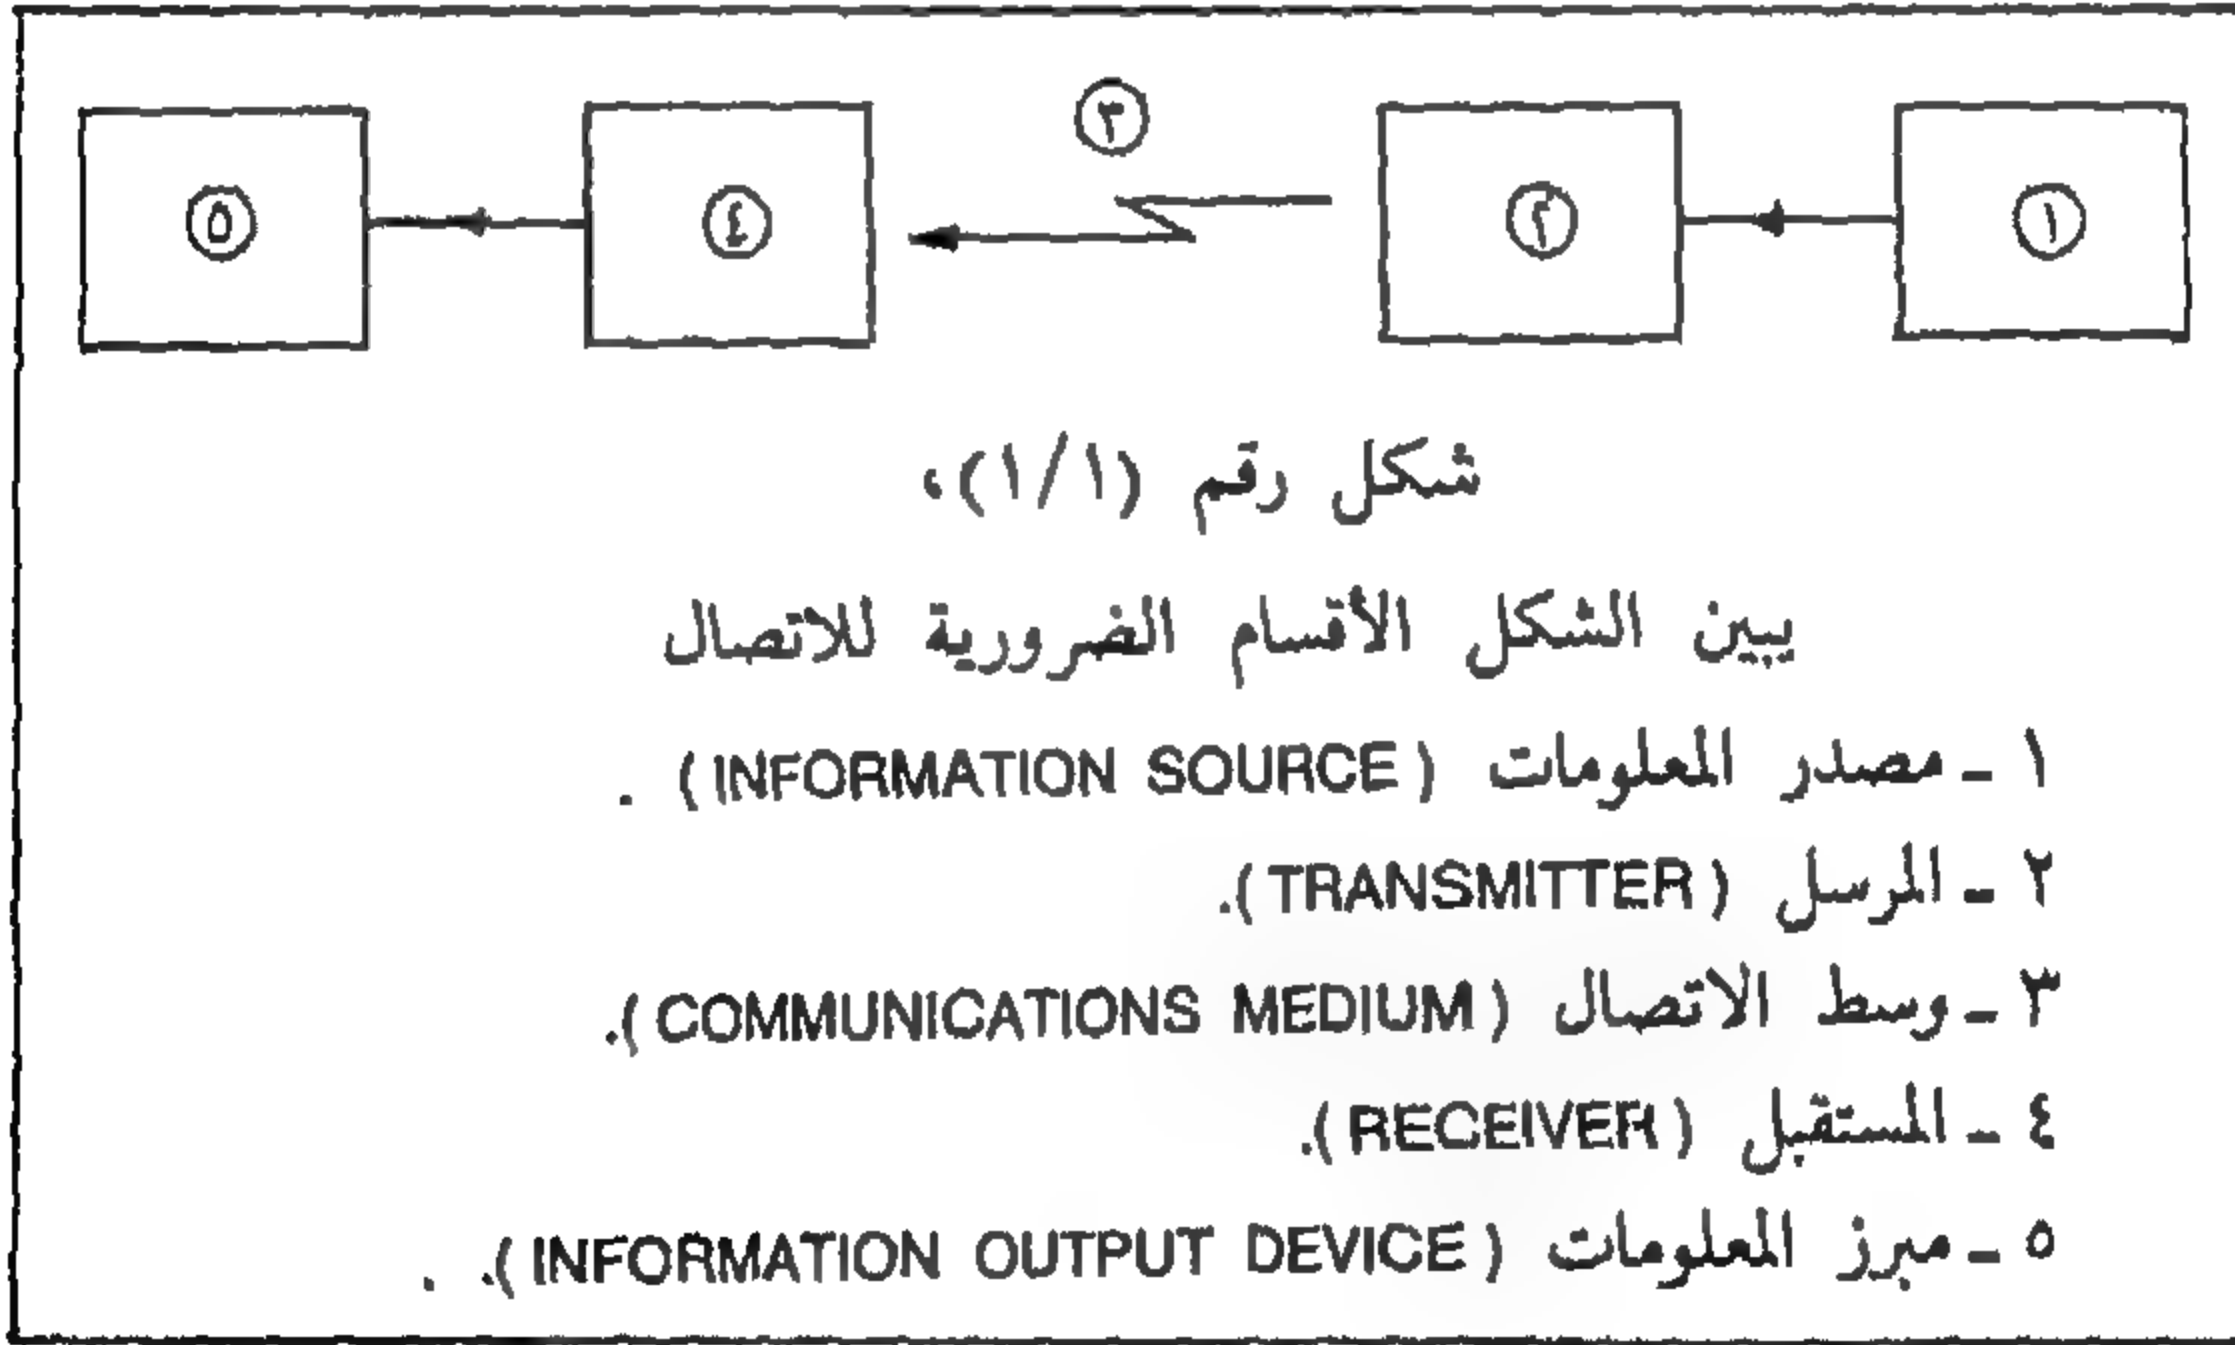 ٣
١
٢
٤
٥
شكل رقم (١/١)،
يبين الشكل الأقسام الضرورية للاتصال
١ ـ مصدر المعلومات (INFORMATION SOURCE) .
٢ ـ المرسل (TRANSMITTER).
٣ ـ وسط الاتصال (COMMUNICATIONS MEDIUM).
٤ ـ المستقبل (RECEIVER).
٥ ـ مبرز المعلومات (INFORMATION OUTPUT DEVICE). .